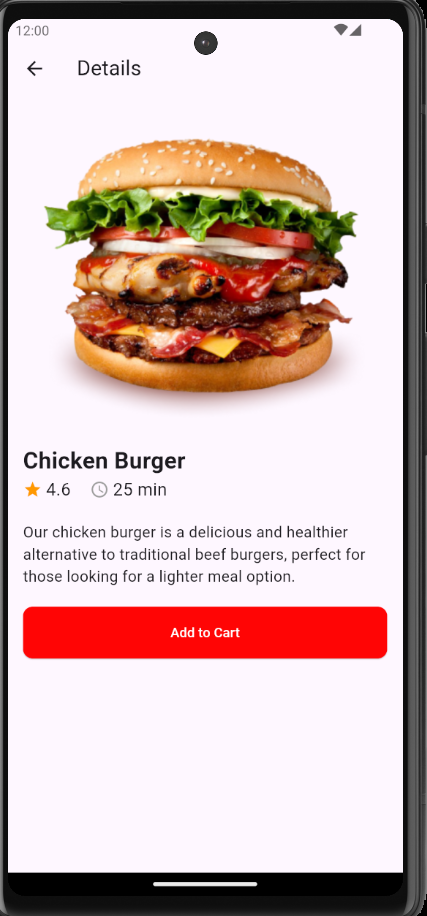 12:00
Details
Chicken Burger
4.6 25 min
Our chicken burger is a delicious and healthier
alternative to traditional beef burgers, perfect for
those looking for a lighter meal option.
Add to Cart